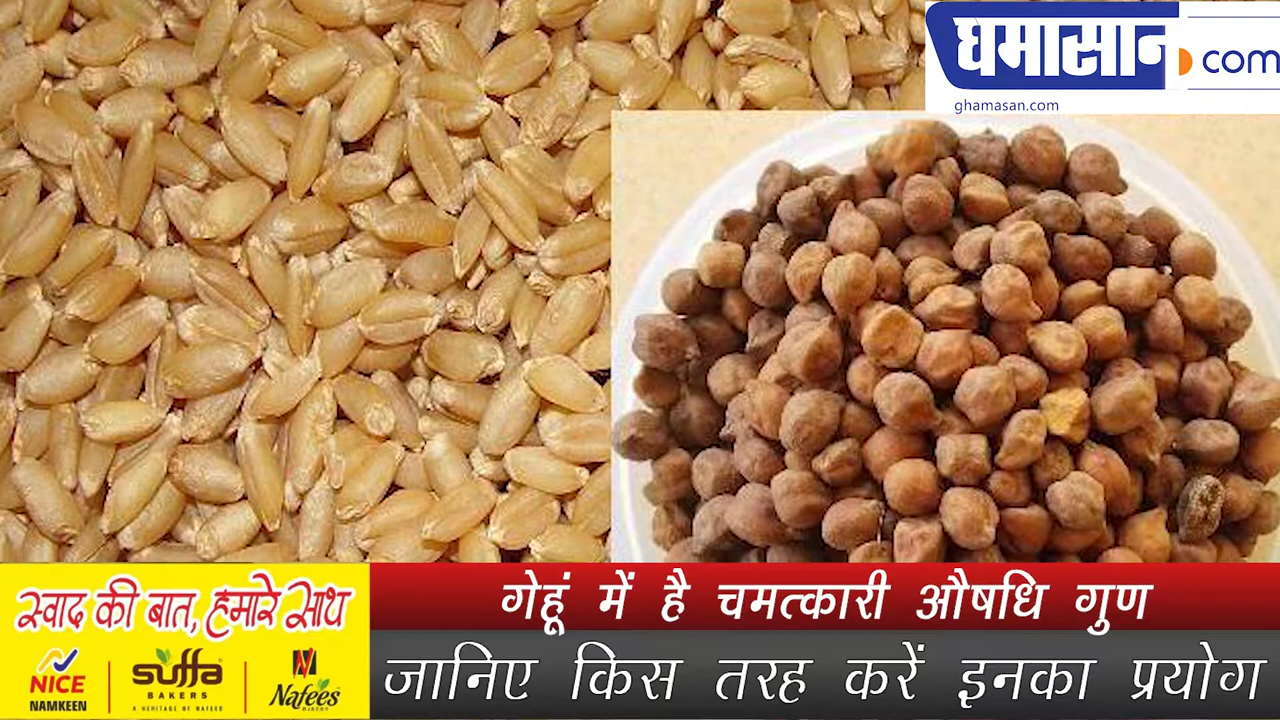 घमासान.com
ghamasan.com
गेहूं में है चमत्कारी औषधि गुण
जानिए किस तरह करें इनका प्रयोग
स्वाद की बात, हमारे साथ
NICE
NAMKEEN
suffa
BAKERS
A HERITAGE OF NAFEES
Nafees
BAKERY